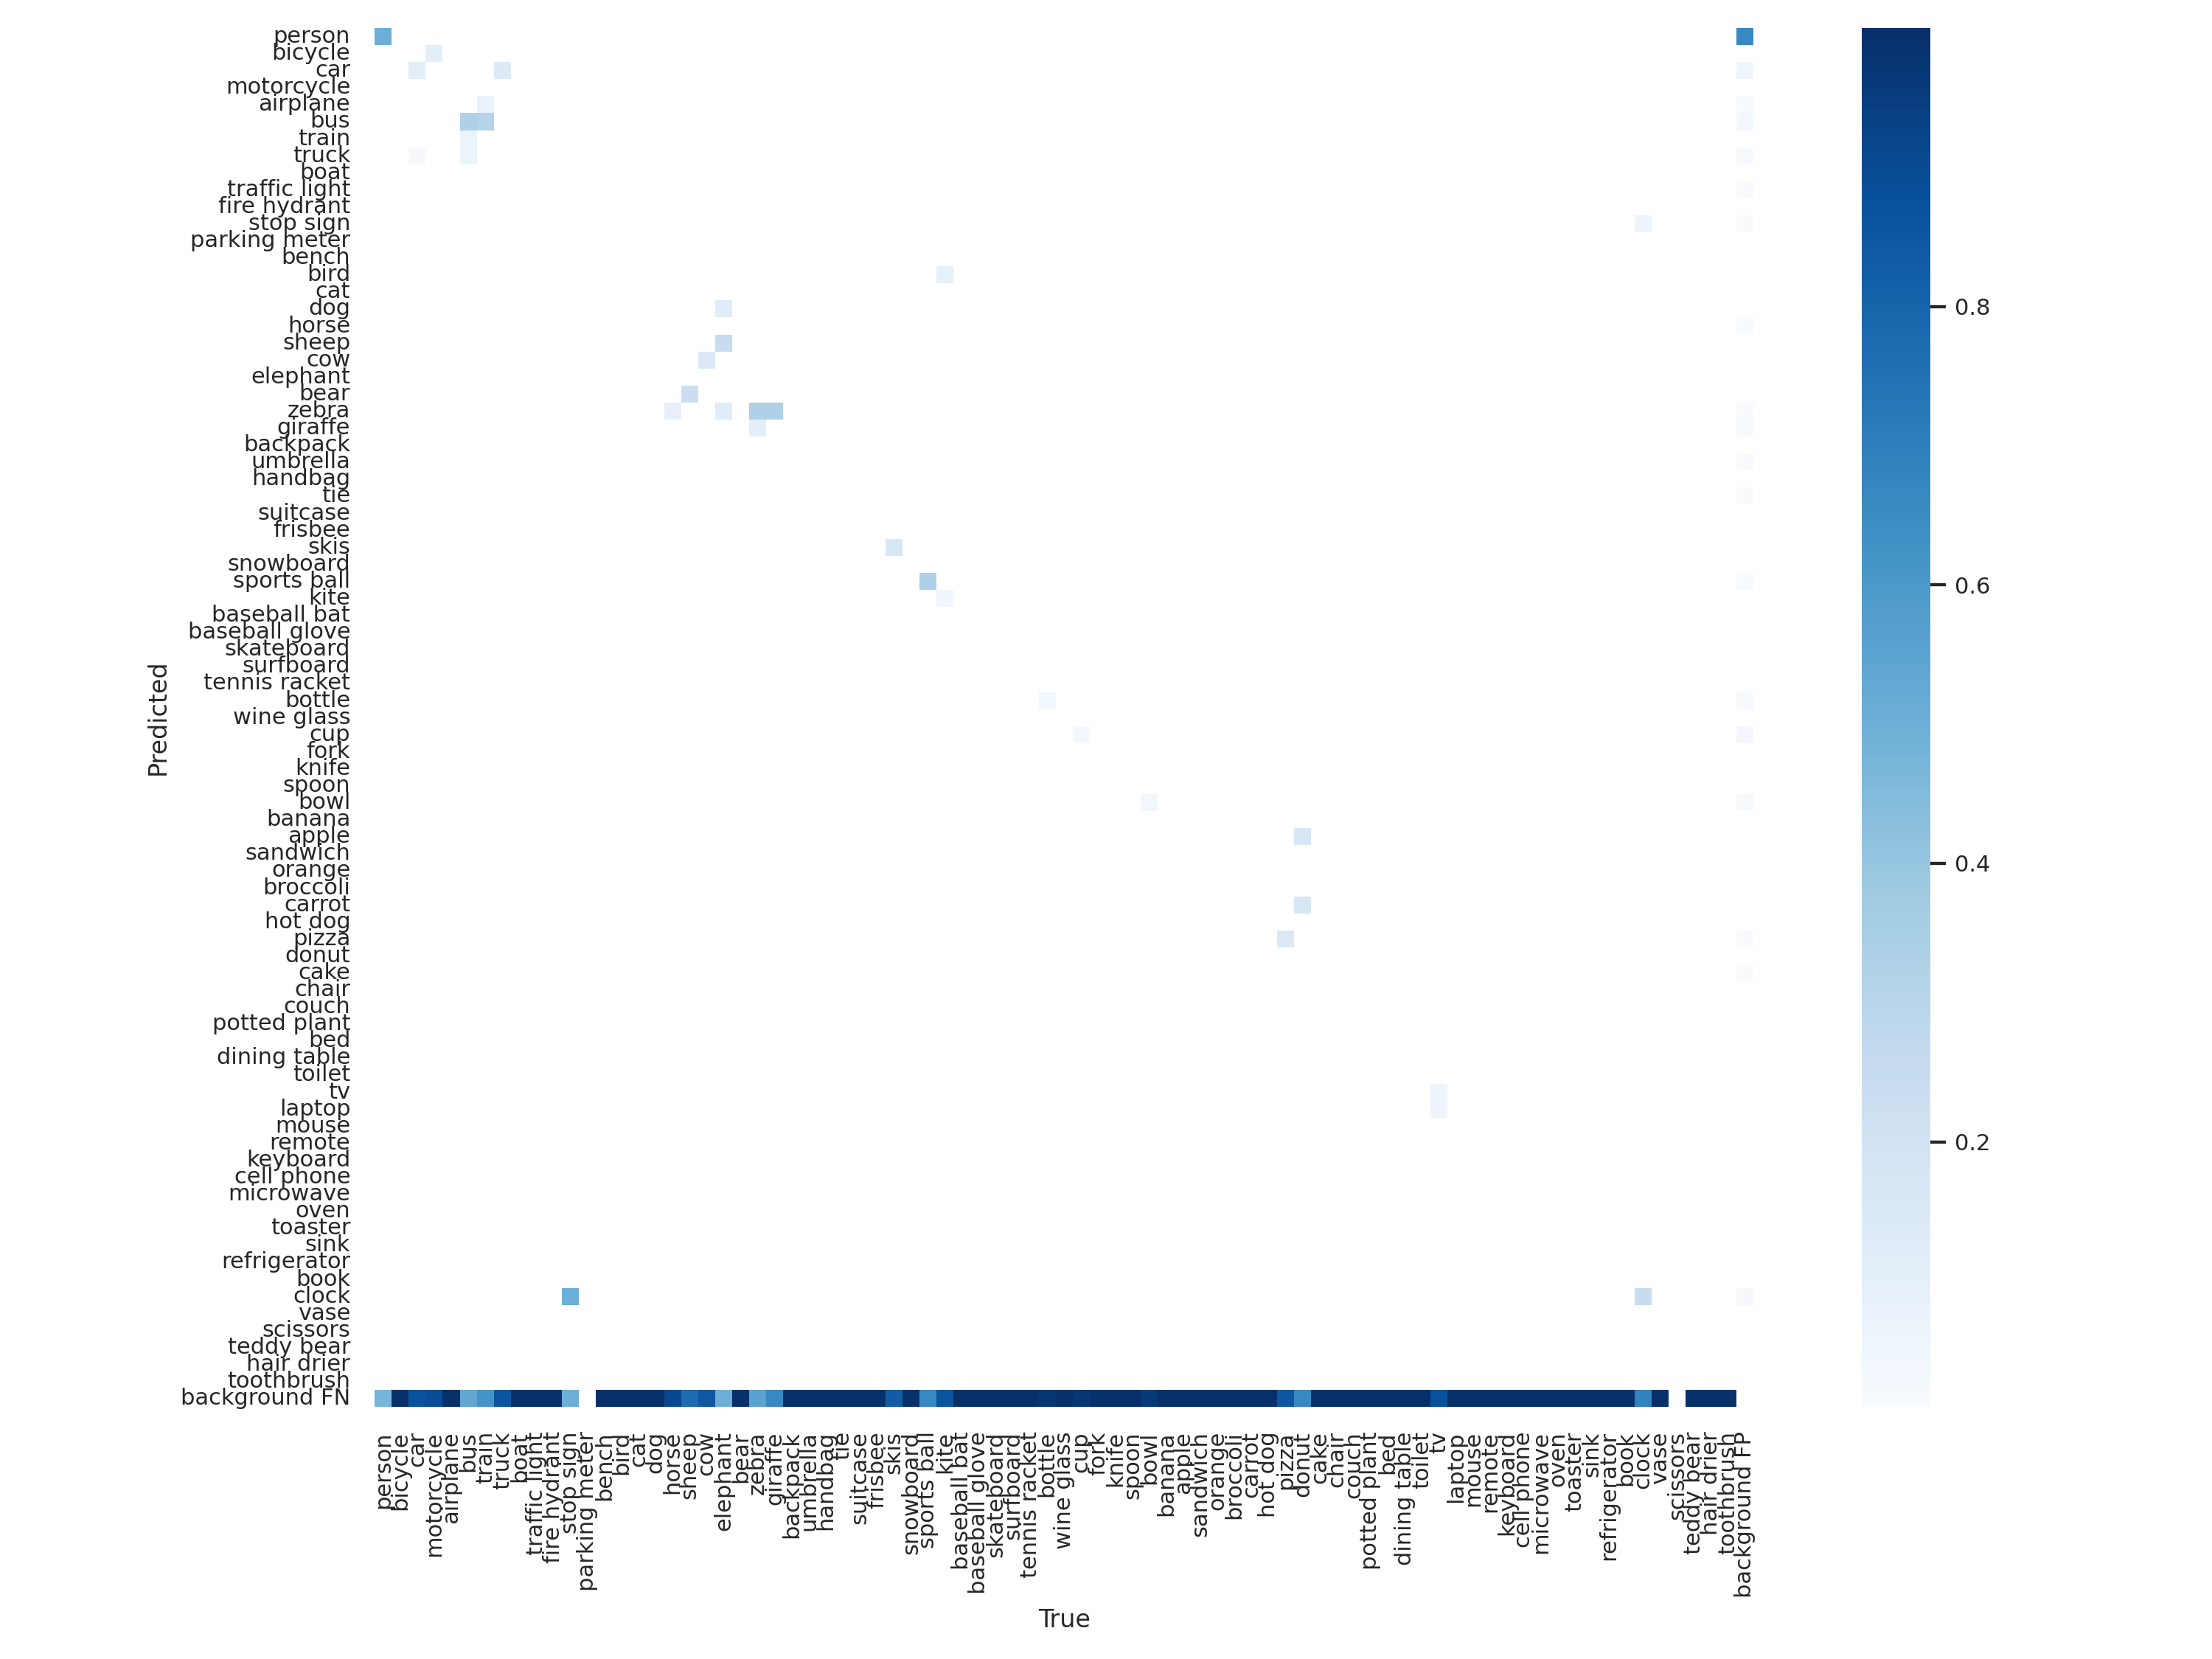 person
bicycle
car
motorcycle
airplane
bus
train
truck
boat
traffic light
fire hydrant
stop sign
parking meter
bench
bird
cat
dog
horse
sheep
cow
elephant
bear
zebra
giraffe
backpack
umbrella
handbag
tie
suitcase
frisbee
skis
snowboard
sports ball
kite
baseball bat
baseball glove
skateboard
surfboard
tennis racket
bottle
wine glass
cup
fork
knife
spoon
bowl
banana
apple
sandwich
orange
broccoli
carrot
hot dog
pizza
donut
cake
chair
couch
potted plant
bed
dining table
toilet
tv
laptop
mouse
remote
keyboard
cell phone
microwave
oven
toaster
sink
refrigerator
book
clock
vase
scissors
teddy bear
hair drier
toothbrush
background FN
Predicted
person
bicycle
car
motorcycle
airplane
bus
train
truck
boat
traffic light
fire hydrant
stop sign
parking meter
bench
bird
cat
dog
horse
sheep
cow
elephant
bear
zebra
giraffe
backpack
umbrella
handbag
tie
suitcase
frisbee
skis
snowboard
sports ball
kite
baseball bat
baseball glove
skateboard
surfboard
tennis racket
bottle
wine glass
cup
fork
knife
spoon
bowl
banana
apple
sandwich
orange
broccoli
carrot
hot dog
pizza
donut
cake
chair
couch
potted plant
bed
dining table
toilet
tv
laptop
mouse
remote
keyboard
cell phone
microwave
oven
toaster
sink
refrigerator
book
clock
vase
scissors
teddy bear
hair drier
toothbrush
background FP
True
0.8
0.6
0.4
0.2